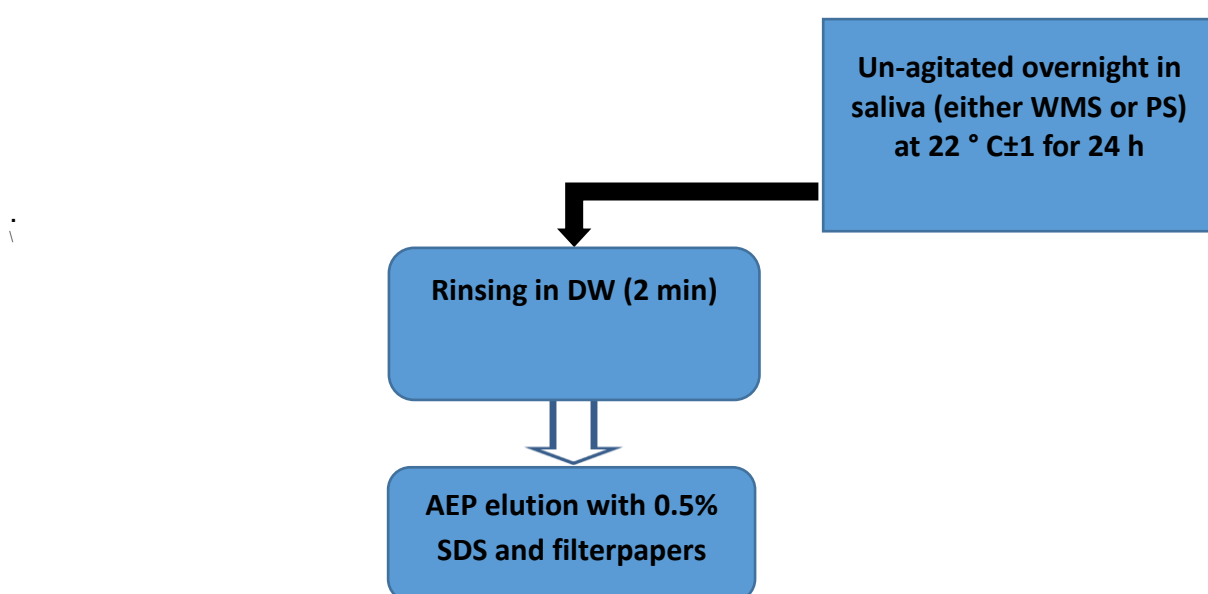 Un-agitated overnight in
saliva (either WMS or PS)
at 22 ° C±1 for 24 h
.
\
Rinsing in DW (2 min)
AEP elution with 0.5%
SDS and filterpapers